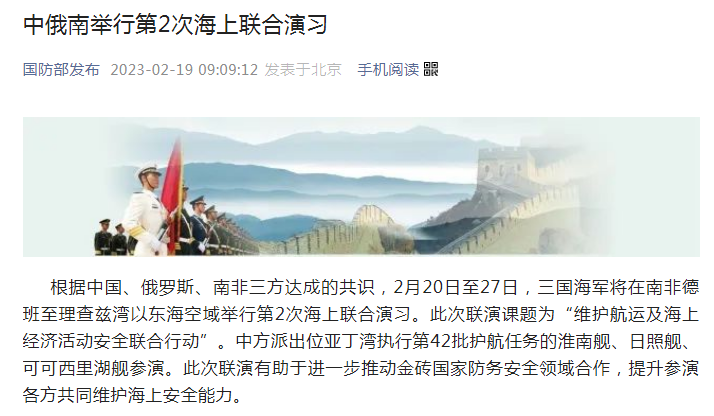 中俄南举行第2次海上联合演习
国防部发布 2023-02-19 09:09:12 发表于北京 手机阅读
根据中国、俄罗斯、南非三方达成的共识，2月20日至27日，三国海军将在南非德
班至理查兹湾以东海空域举行第2次海上联合演习。此次联演课题为“维护航运及海上
经济活动安全联合行动”。中方派出位亚丁湾执行第42批护航任务的淮南舰、日照舰、
可可西里湖舰参演。此次联演有助于进一步推动金砖国家防务安全领域合作，提升参演
各方共同维护海上安全能力。